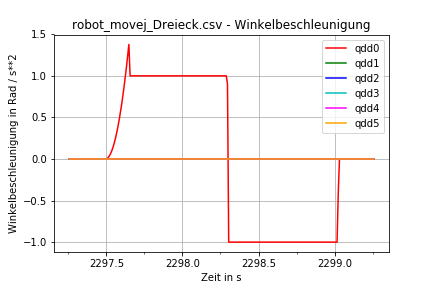 robot_movej_Dreieck.csv - Winkelbeschleunigung
1.5
1.0
0.5
0.0
−0.5
−1.0
Winkelbeschleunigung in Rad / s**2
qdd0
qdd1
qdd2
qdd3
qdd4
qdd5
2297.5
2298.0
2298.5
2299.0
Zeit in s